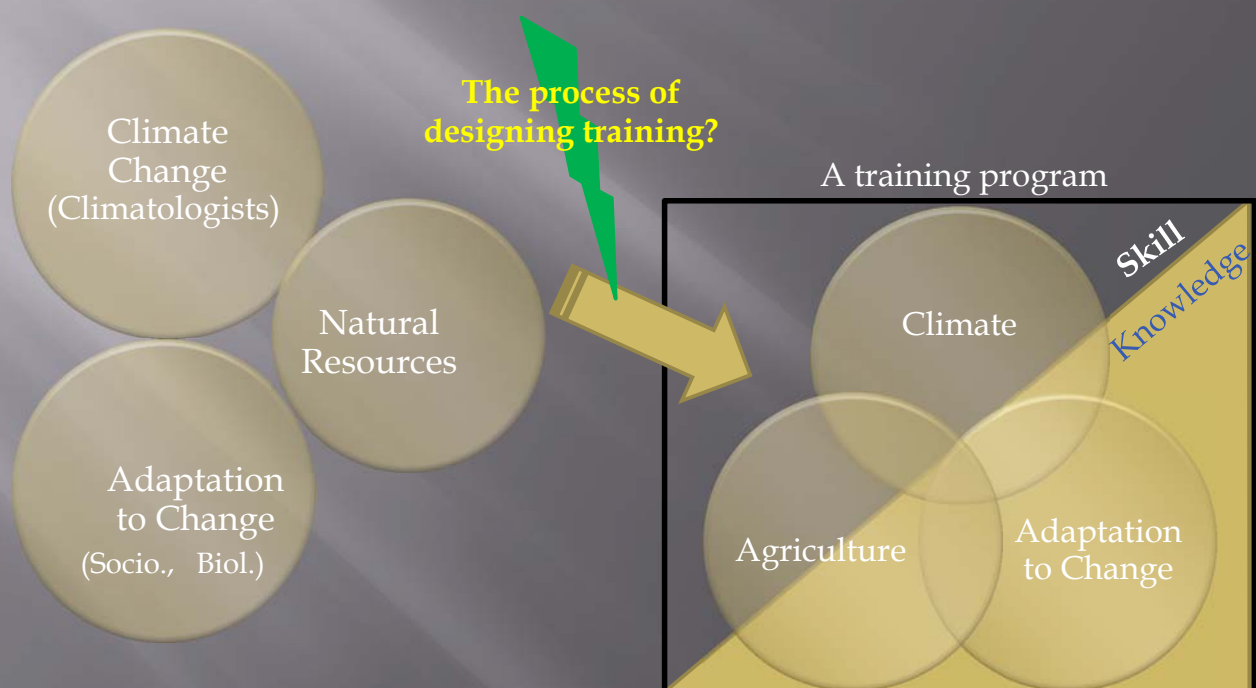 Climate
Change
(Climatologists)
Natural
Resources
Adaptation
to Change
(Socio., Biol.)
The process of
designing training?
A training program
Skill
Knowledge
Climate
Agriculture
Adaptation
to Change